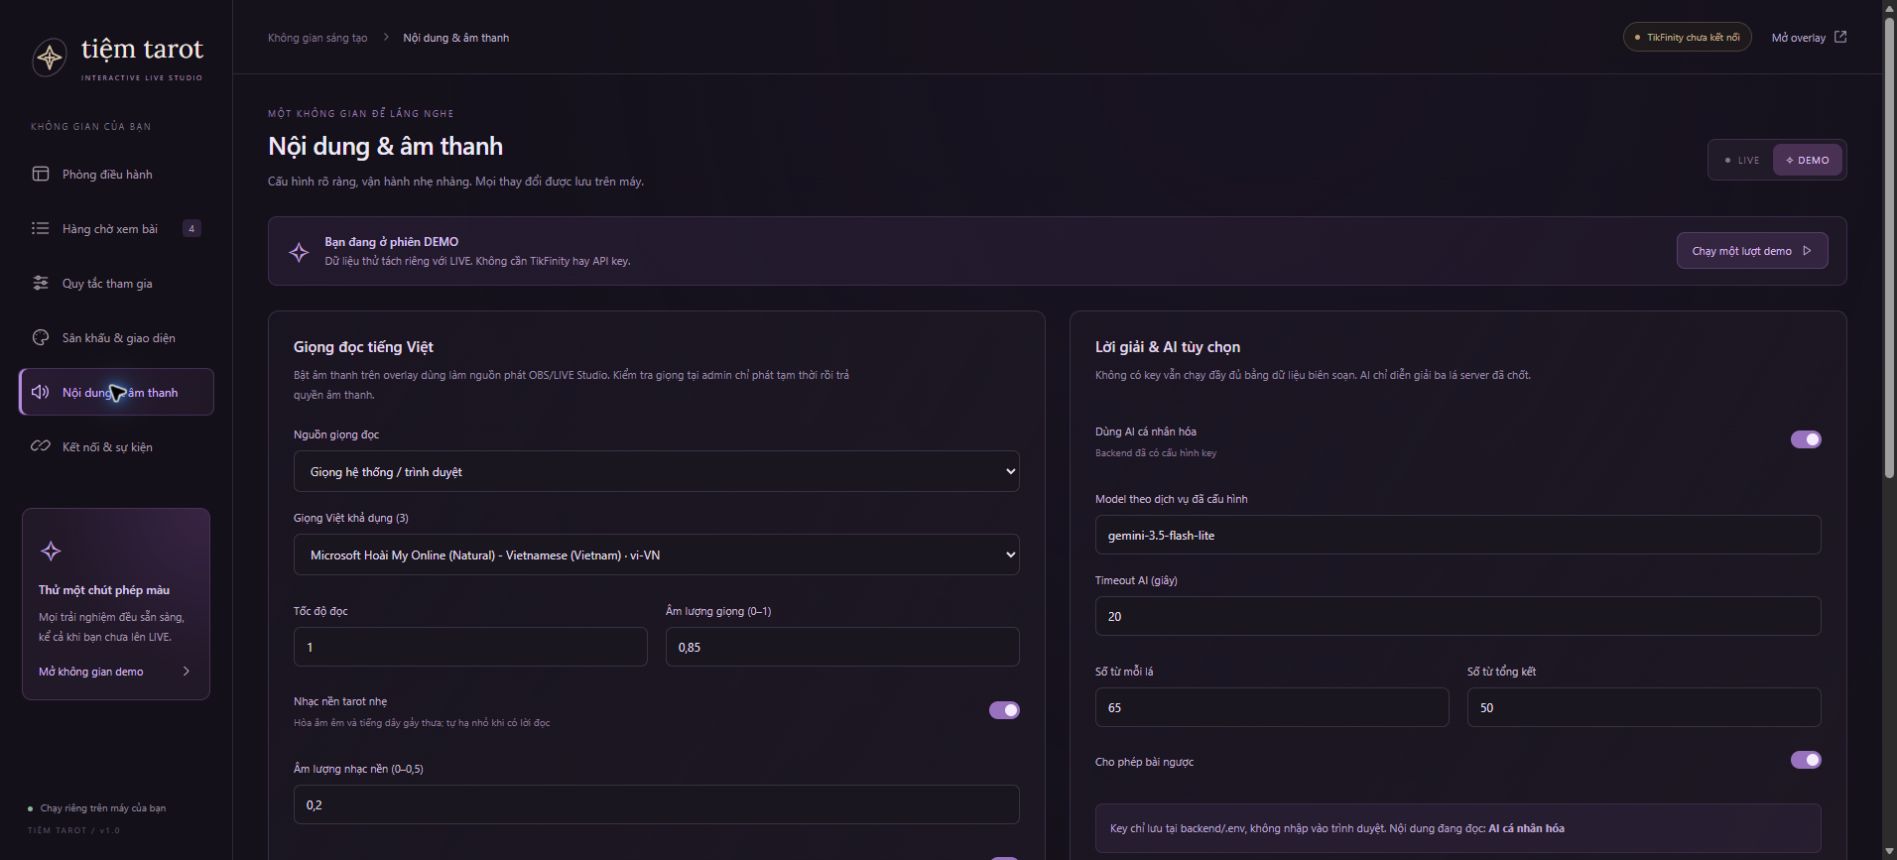 tiệm tarot
INTERACTIVE LIVE STUDIO
KHÔNG GIAN CỦA BẠN
Phòng điều hành
Hàng chờ xem bài 4
Quy tắc tham gia
Sân khấu & giao diện
Nội dung âm thanh
Kết nối & sự kiện
Thử một chút phép màu
Mọi trải nghiệm đều sẵn sàng,
kể cả khi bạn chưa lên LIVE.
Mở không gian demo
Chạy riêng trên máy của bạn
TIỆM TAROT / v1.0
Không gian sáng tạo > Nội dung & âm thanh
TikFinity chưa kết nối
Mở overlay
MỘT KHÔNG GIAN ĐỂ LẮNG NGHE
Nội dung & âm thanh
Cấu hình rõ ràng, vận hành nhẹ nhàng. Mọi thay đổi được lưu trên máy.
LIVE
DEMO
Bạn đang ở phiên DEMO
Dữ liệu thử tách riêng với LIVE. Không cần TikFinity hay API key.
Chạy một lượt demo
Giọng đọc tiếng Việt
Bật âm thanh trên overlay dùng làm nguồn phát OBS/LIVE Studio. Kiểm tra giọng tại admin chỉ phát tạm thời rồi trả
quyền âm thanh.
Nguồn giọng đọc
Giọng hệ thống / trình duyệt
Giọng Việt khả dụng (3)
Microsoft Hoài My Online (Natural) - Vietnamese (Vietnam) · vi-VN
Tốc độ đọc
1
Âm lượng giọng (0–1)
0,85
Nhạc nền tarot nhẹ
Hòa âm êm và tiếng dây gảy thưa; tự hạ nhỏ khi có lời đọc
Âm lượng nhạc nền (0–0,5)
0,2
Lời giải & AI tùy chọn
Không có key vẫn chạy đầy đủ bằng dữ liệu biên soạn. AI chỉ diễn giải ba lá server đã chốt.
Dùng AI cá nhân hóa
Backend đã có cấu hình key
Model theo dịch vụ đã cấu hình
gemini-3.5-flash-lite
Timeout AI (giây)
20
Số từ mỗi lá
65
Số từ tổng kết
50
Cho phép bài ngược
Key chỉ lưu tại backend/.env, không nhập vào trình duyệt. Nội dung đang đọc: AI cá nhân hóa